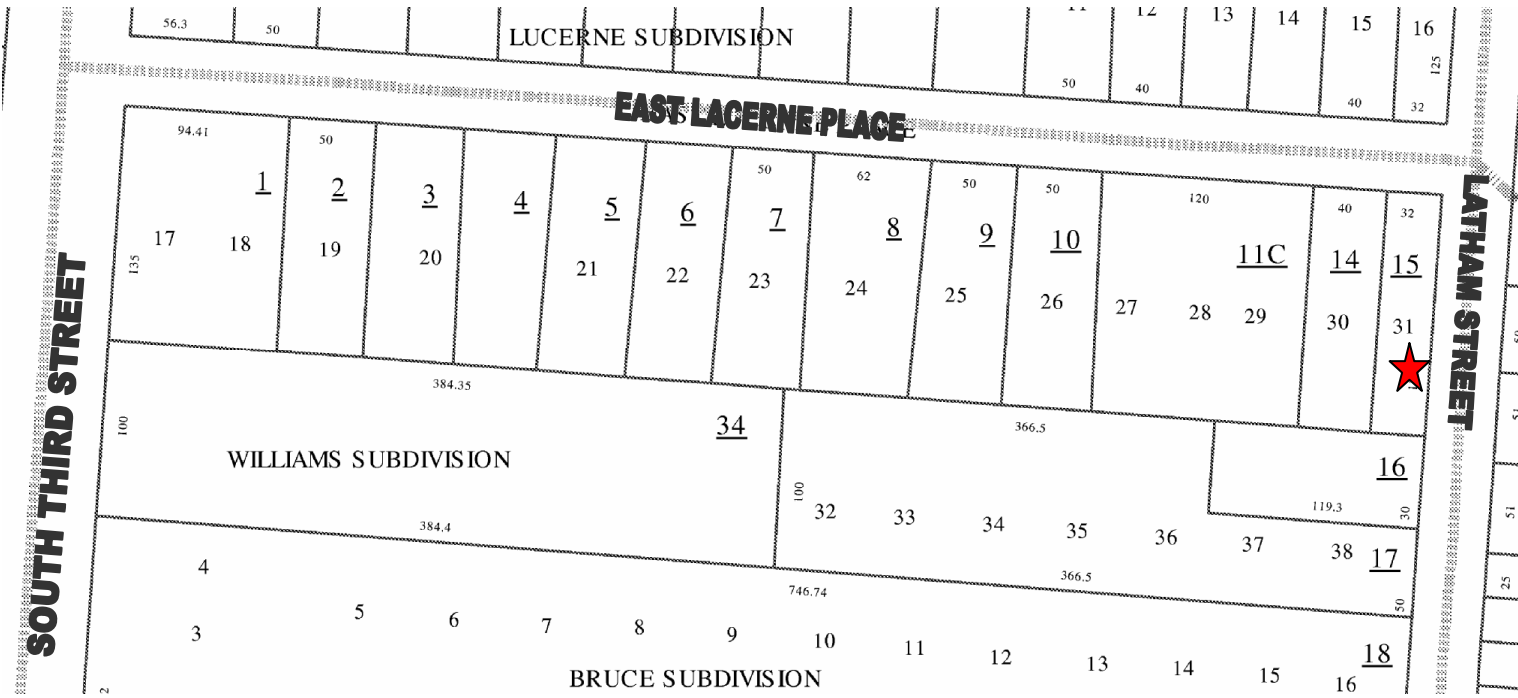 11 12 13 14 15 16
56.3 50 LUCERNE SUBDIVISION 50 40 40 32 125
EAST LACERNE PLACE
94.41 50 50 62 50 50 120 40 32
1 2 3 4 5 6 7 8 9 10 11C 14 15
135 17 18 19 20 21 22 23 24 25 26 27 28 29 30 31
SOUTH THIRD STREET
LATHAM STREET
384.35 366.5
100 34 16
WILLIAMS SUBDIVISION
100 119.3 30 51
32 33 34 35 36 37 38 17
384.4 366.5 50 25
746.74
4
3 5 6 7 8 9 10 11 12 13 14 15 16 18
BRUCE SUBDIVISION